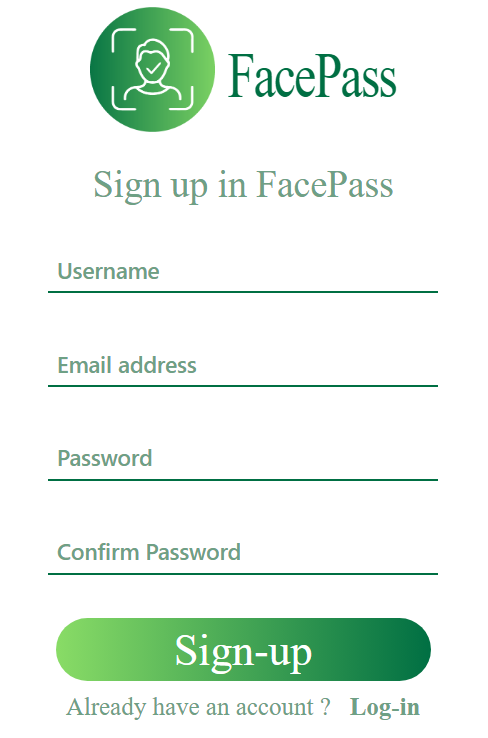 FacePass
Sign up in FacePass
Username
Email address
Password
Confirm Password
Sign-up
Already have an account ? Log-in